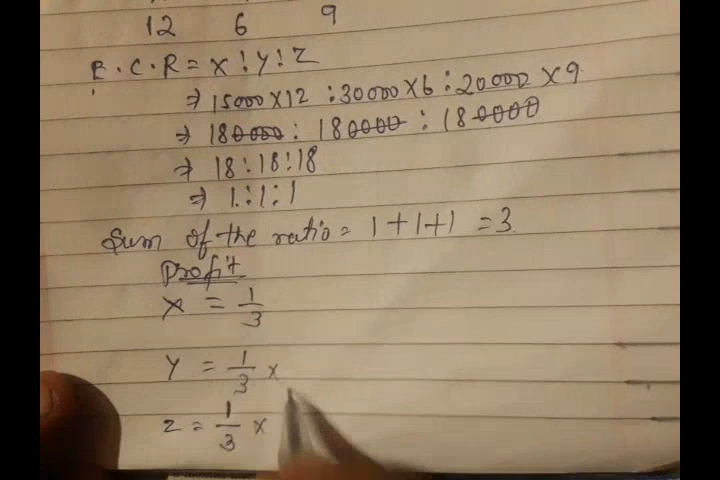 12 6 9
E.C.R = X : Y : Z
⇒ 15000 X 12 : 30000 X 6 : 20000 X 9
⇒ 180000 : 180000 : 180000
⇒ 18 : 18 : 18
⇒ 1 : 1 : 1
Sum of the ratio = 1 + 1 + 1 = 3
Profit
X = 1/3
Y = 1/3 x
Z = 1/3 x